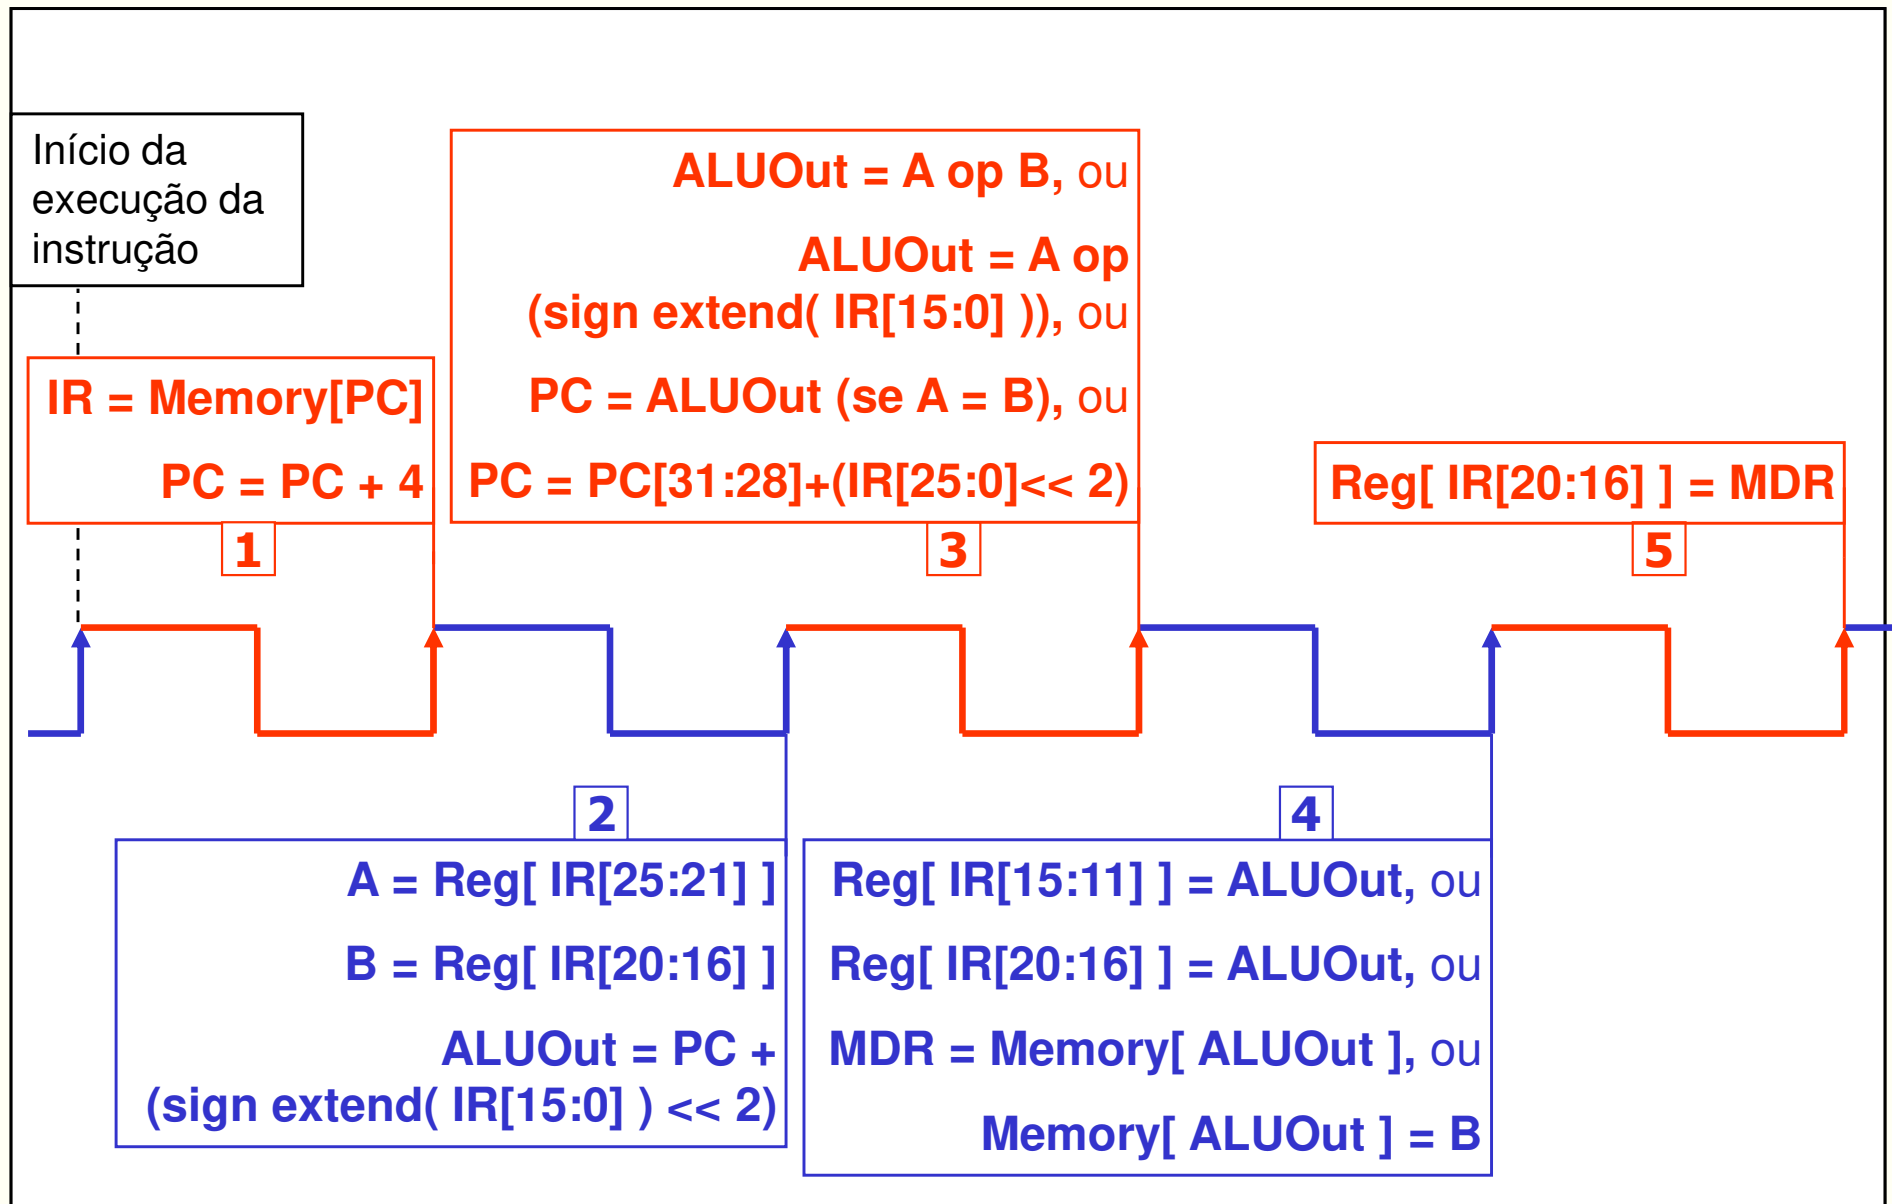 Início da
execução da
instrução
IR = Memory[PC]
PC = PC + 4
1
ALUOut = A op B, ou
ALUOut = A op
(sign extend( IR[15:0] )), ou
PC = ALUOut (se A = B), ou
PC = PC[31:28]+(IR[25:0]<< 2)
3
Reg[ IR[20:16] ] = MDR
5
2
A = Reg[ IR[25:21] ]
B = Reg[ IR[20:16] ]
ALUOut = PC +
(sign extend( IR[15:0] ) << 2)
4
Reg[ IR[15:11] ] = ALUOut, ou
Reg[ IR[20:16] ] = ALUOut, ou
MDR = Memory[ ALUOut ], ou
Memory[ ALUOut ] = B